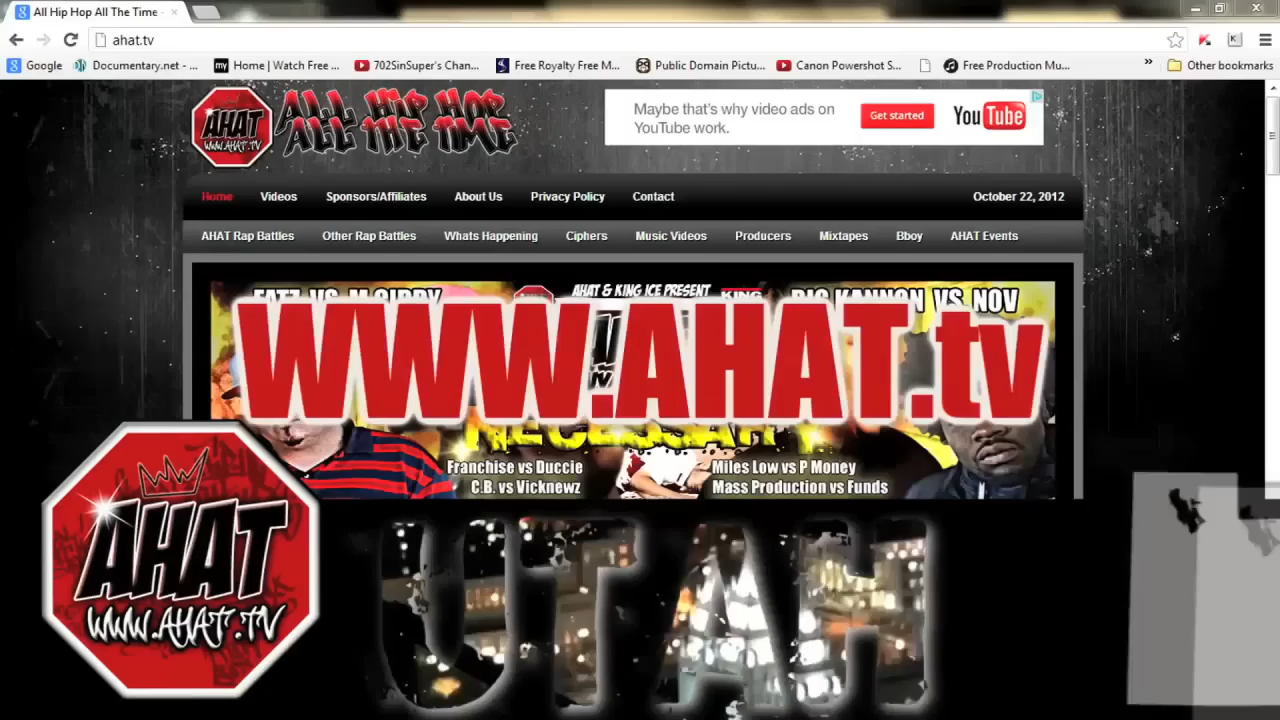 All Hip Hop All The Time -
ahat.tv
Google
Documentary.net - ...
Home | Watch Free ...
702SinSuper's Chan...
Free Royalty Free M...
Public Domain Pictu...
Canon Powershot S...
Free Production Mu...
»
Other bookmarks
AHAT
WWW.AHAT.TV
ALL HIP HOP
ALL THE TIME
Maybe that's why video ads on
YouTube work.
Get started
YouTube
Home
Videos
Sponsors/Affiliates
About Us
Privacy Policy
Contact
October 22, 2012
AHAT Rap Battles
Other Rap Battles
Whats Happening
Ciphers
Music Videos
Producers
Mixtapes
Bboy
AHAT Events
AHAT & KING ICE PRESENT
KING
BIG KANNON VS NOV
WWW.AHAT.tv
Franchise vs Duccie
C.B. vs Vicknewz
Miles Low vs P Money
Mass Production vs Funds
AHAT
WWW.AHAT.TV
UTAH